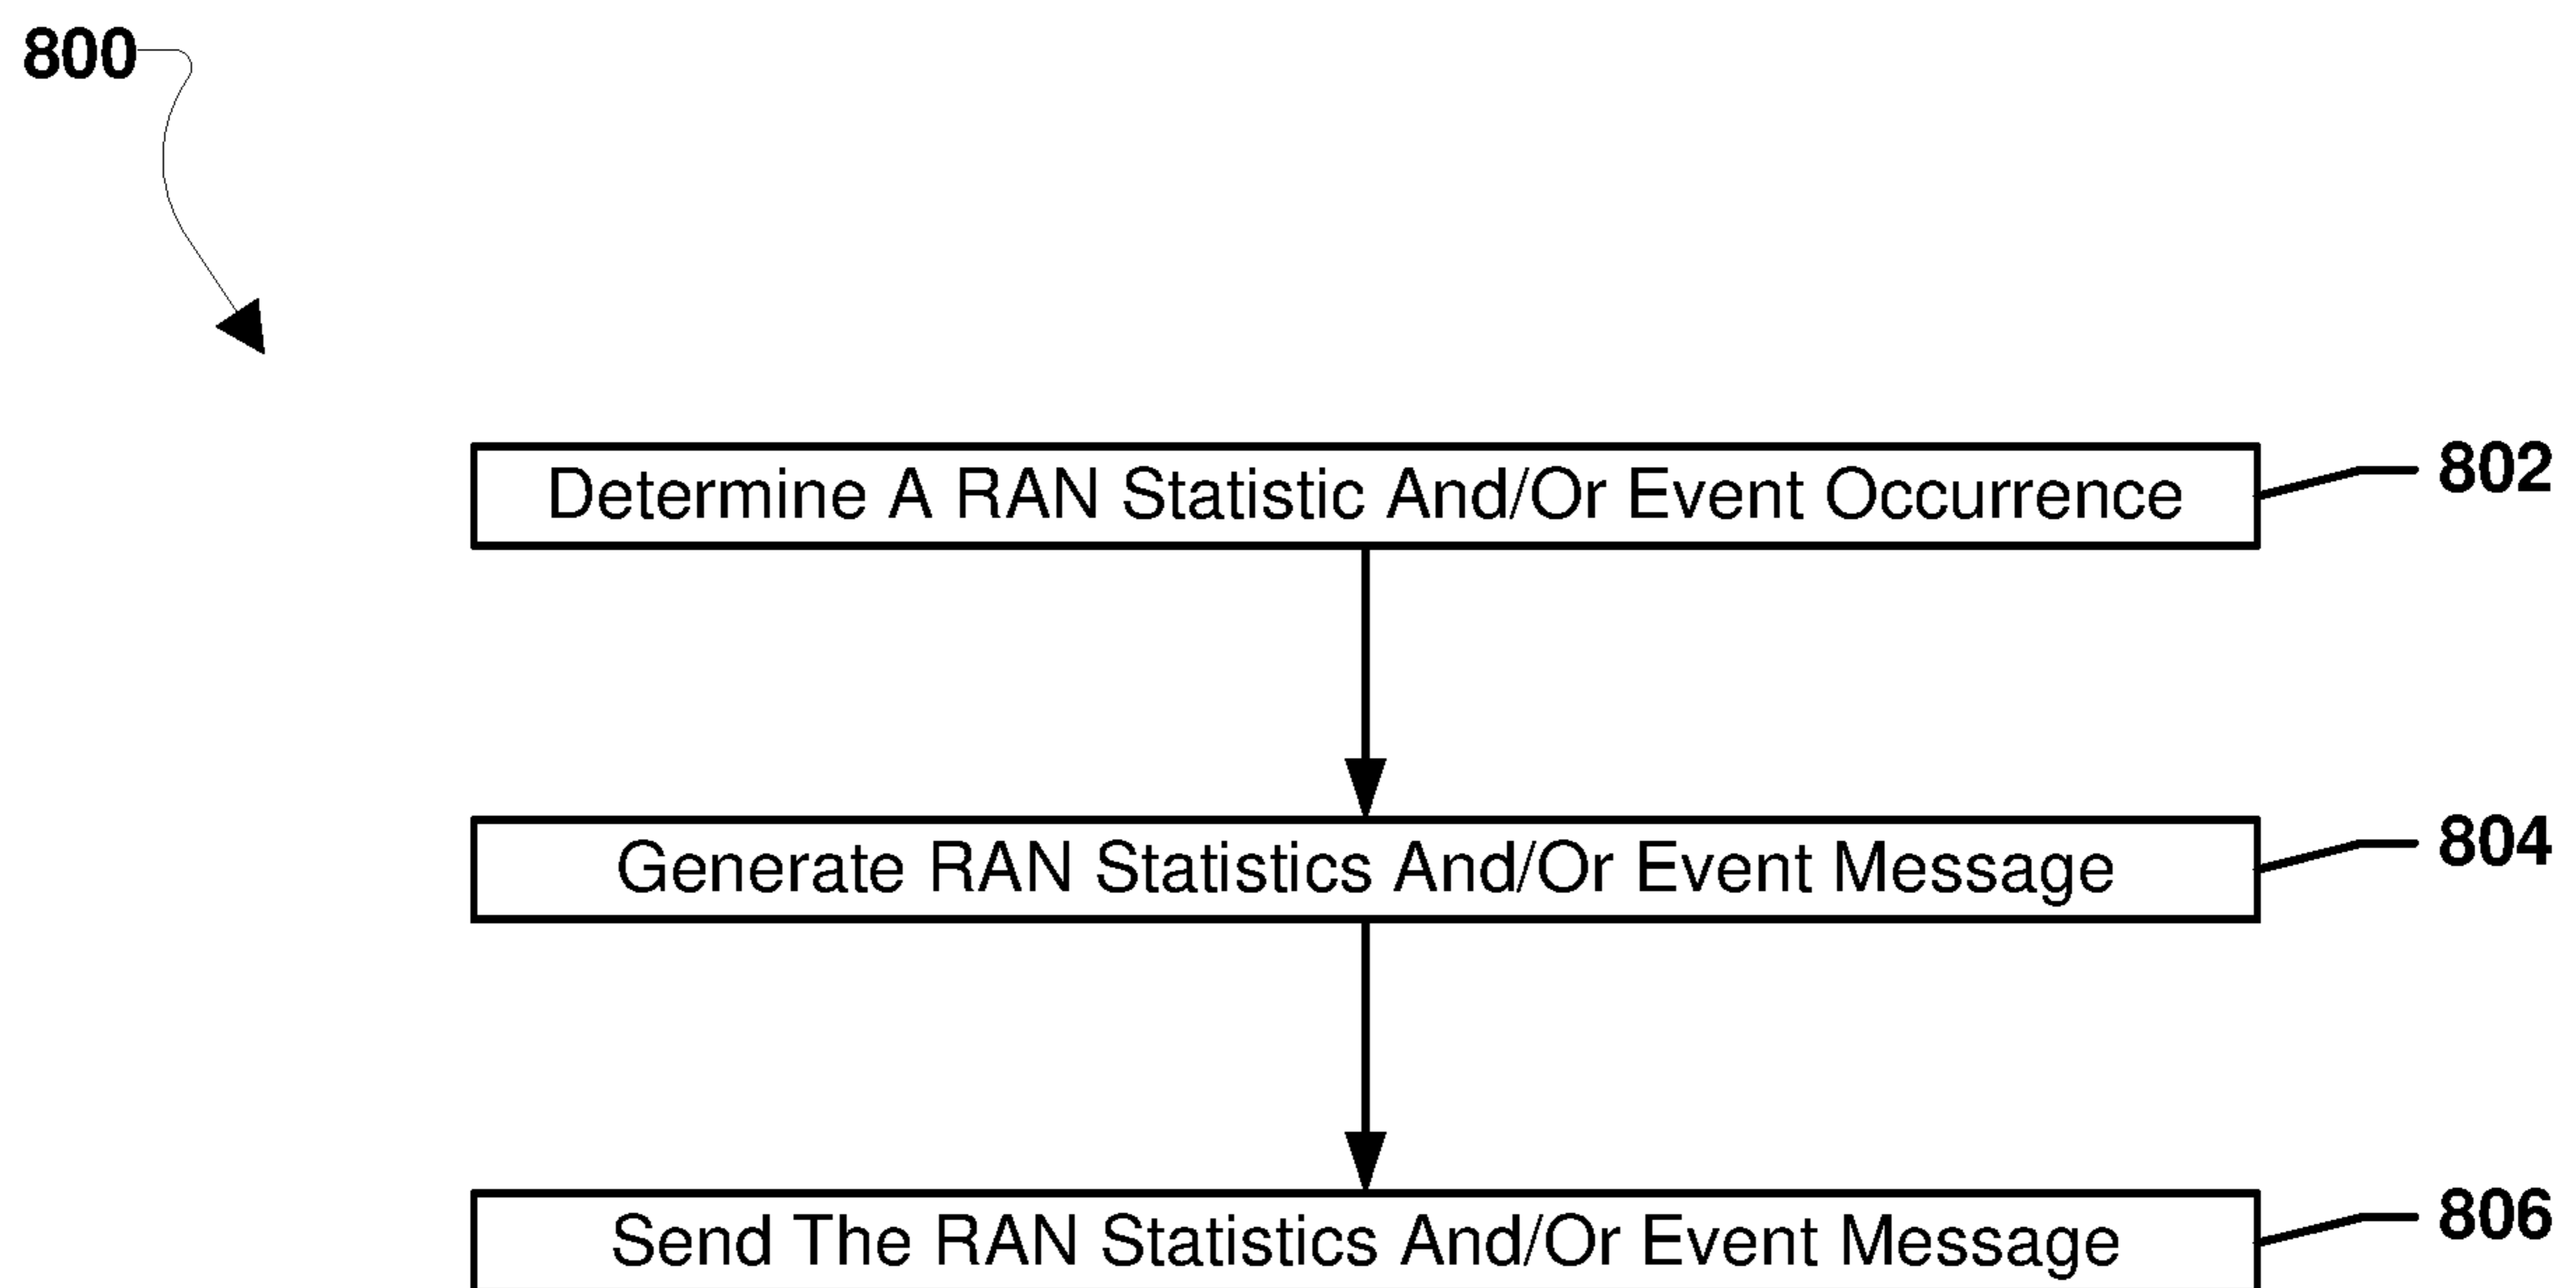 800
Determine A RAN Statistic And/Or Event Occurrence
802
Generate RAN Statistics And/Or Event Message
804
Send The RAN Statistics And/Or Event Message
806